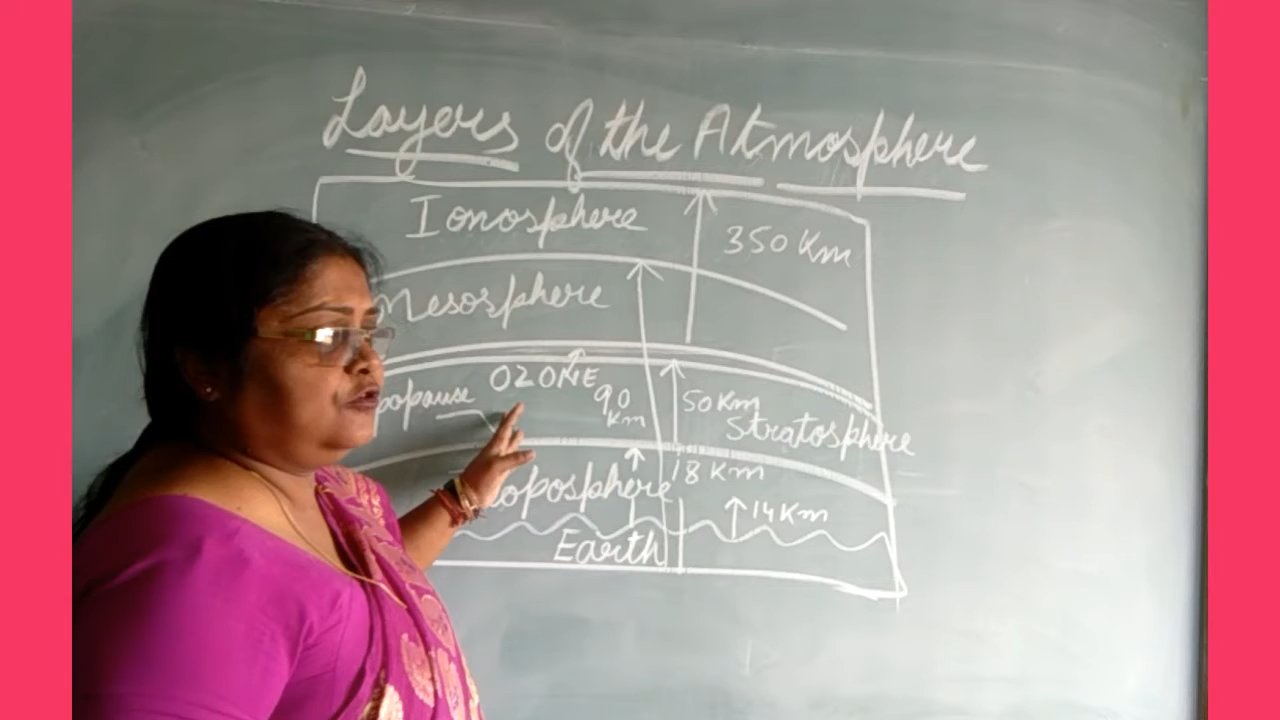 Layers of the Atmosphere
Ionosphere
350 Km
Mesosphere
OZONE
90
Km
50 Km
Stratosphere
18 Km
14 Km
Earth